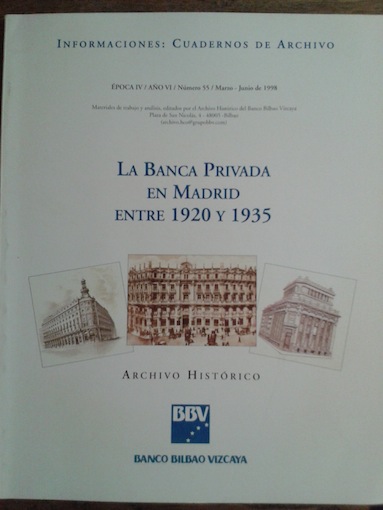 INFORMACIONES: CUADERNOS DE ARCHIVO
ÉPOCA IV / AÑO VI / Número 55 / Marzo - Junio de 1998
Materiales de trabajo y análisis, editados por el Archivo Histórico del Banco Bilbao Vizcaya
Plaza de San Nicolás, 4 - 48005 -Bilbao
LA BANCA PRIVADA
EN MADRID
ENTRE 1920 Y 1935
ARCHIVO HISTÓRICO
BBV
BANCO BILBAO VIZCAYA